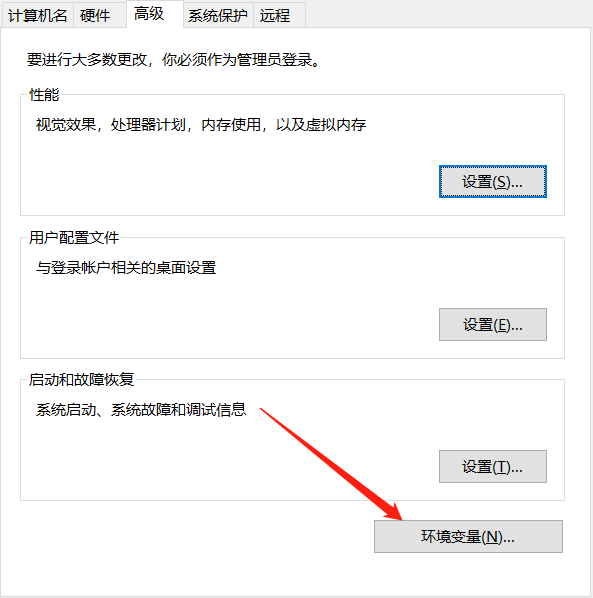 计算机名 硬件 高级 系统保护 远程
要进行大多数更改，你必须作为管理员登录。
性能
视觉效果，处理器计划，内存使用，以及虚拟内存
设置(S)...
用户配置文件
与登录帐户相关的桌面设置
设置(E)...
启动和故障恢复
系统启动、系统故障和调试信息
设置(T)...
环境变量(N)...